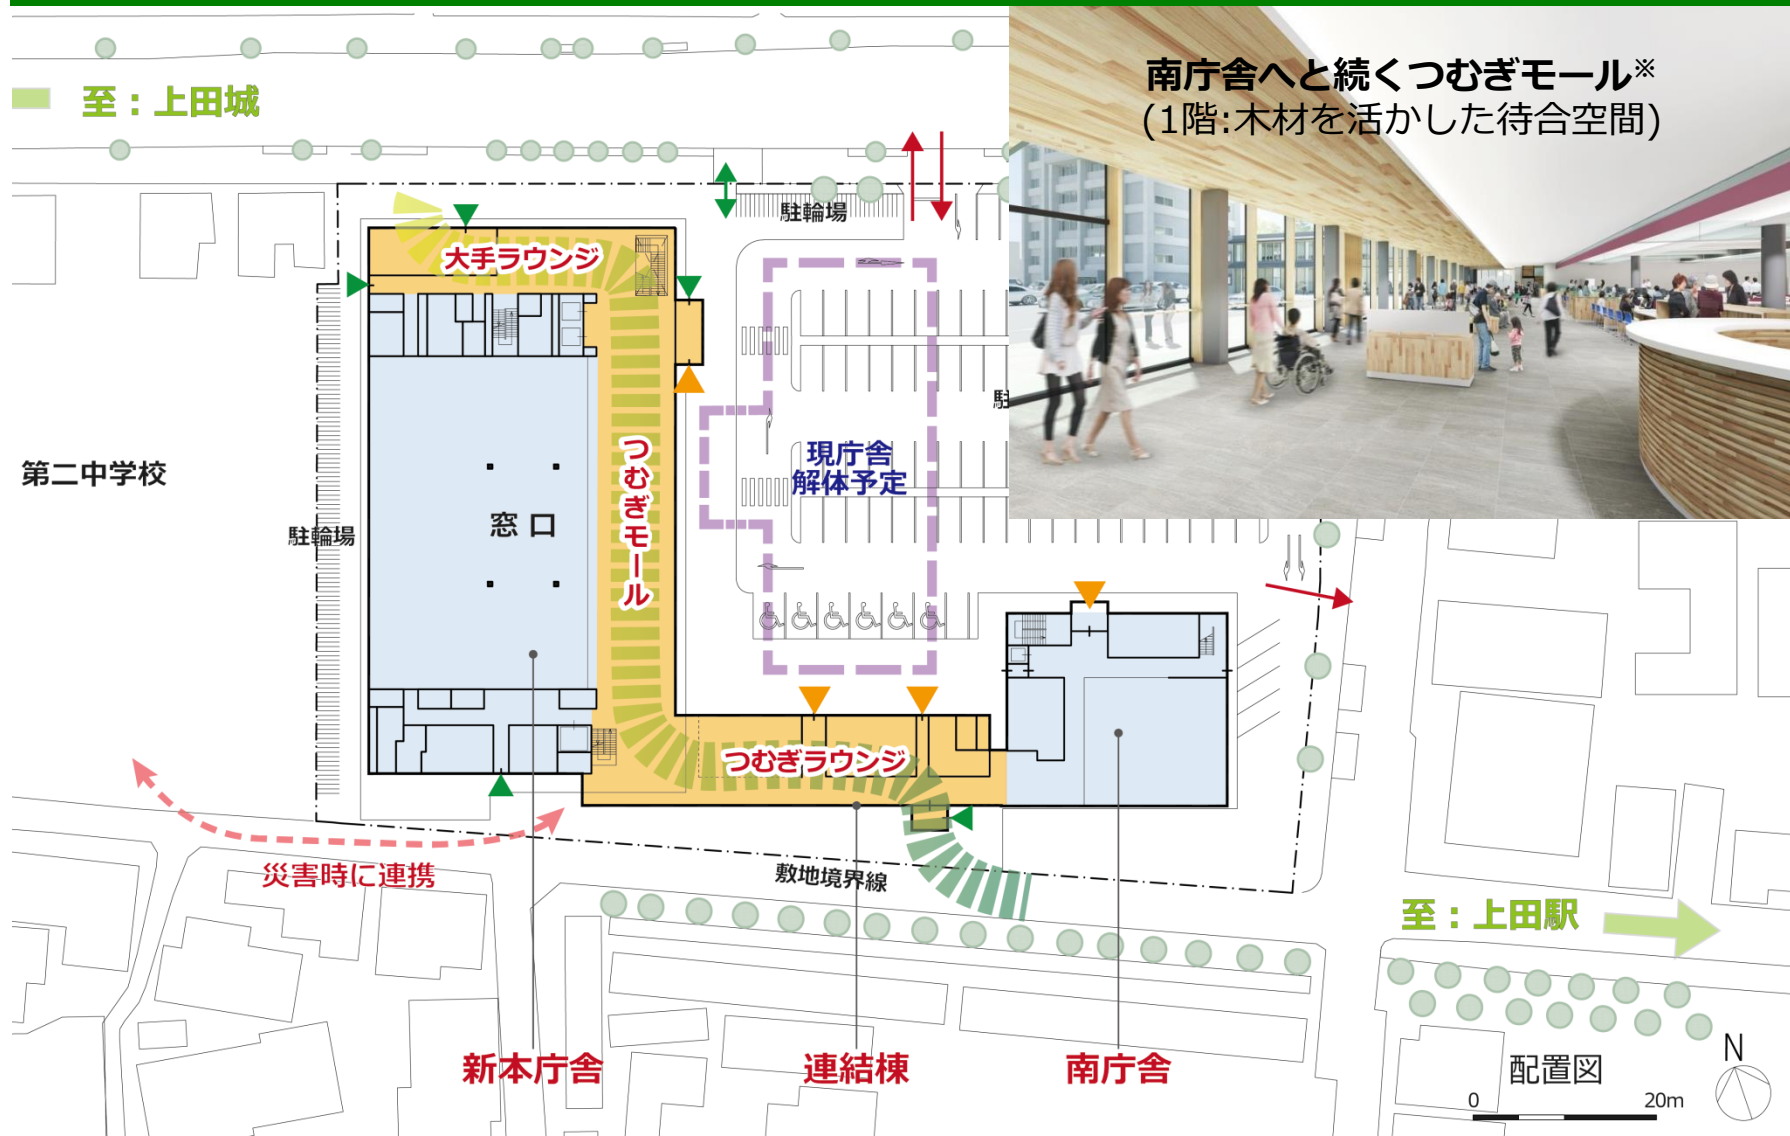 南庁舎へと続くつむぎモール※
(1階:木材を活かした待合空間)
至：上田城
駐輪場
大手ラウンジ
駐
現庁舎
解体予定
つむぎモール
第二中学校
窓口
駐輪場
つむぎラウンジ
災害時に連携
敷地境界線
至：上田駅
新本庁舎
連結棟
南庁舎
配置図
N
0
20m